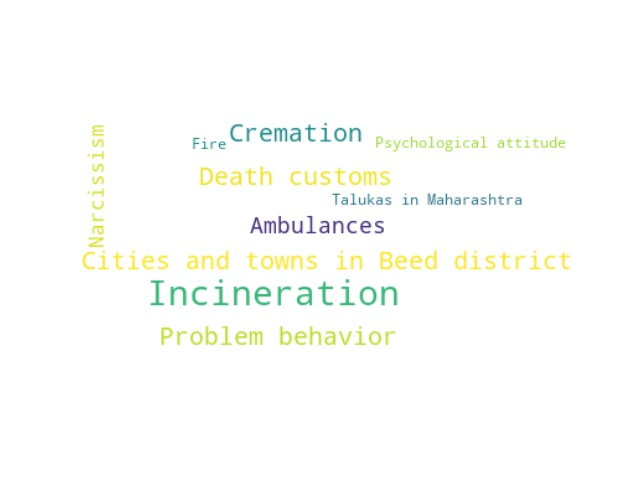 Narcissism
Fire
Cremation
Psychological attitude
Death customs
Talukas in Maharashtra
Ambulances
Cities and towns in Beed district
Incineration
Problem behavior